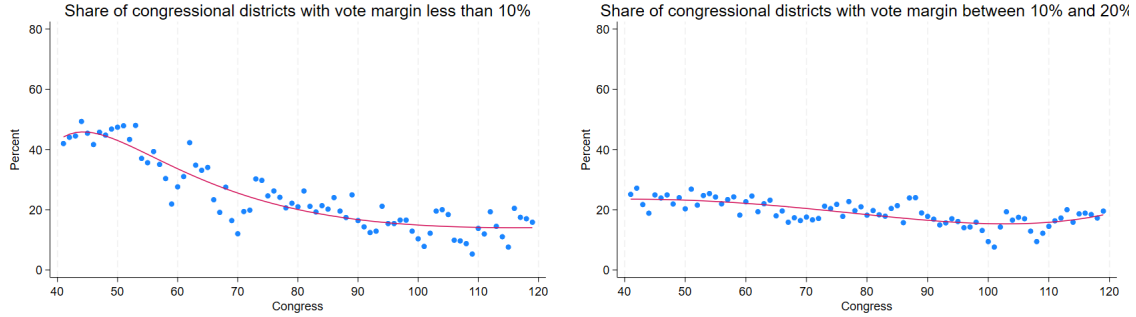 Share of congressional districts with vote margin less than 10%
80
60
40
20
0
Percent
40 50 60 70 80 90 100 110 120
Congress
Share of congressional districts with vote margin between 10% and 20%
80
60
40
20
0
Percent
40 50 60 70 80 90 100 110 120
Congress